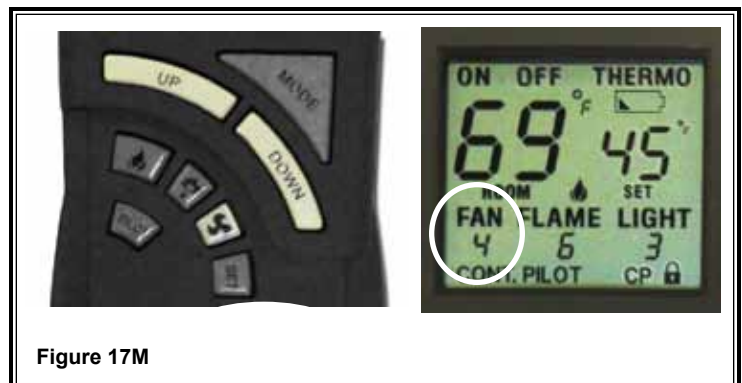 UP
MODE
DOWN
SET
ON OFF THERMO
69 °F 45 °F
ROOM SET
FAN FLAME LIGHT
4 6 3
CONT. PILOT CP
Figure 17M